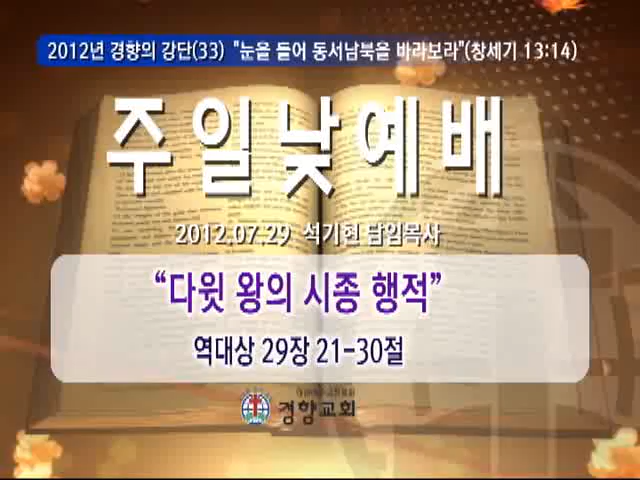 2012년 경향의 강단(33) "눈을 들어 동서남북을 바라보라"(창세기 13:14)
주일낮예배
2012.07.29 석기현 담임목사
“다윗 왕의 시종 행적”
역대상 29장 21-30절
경향교회